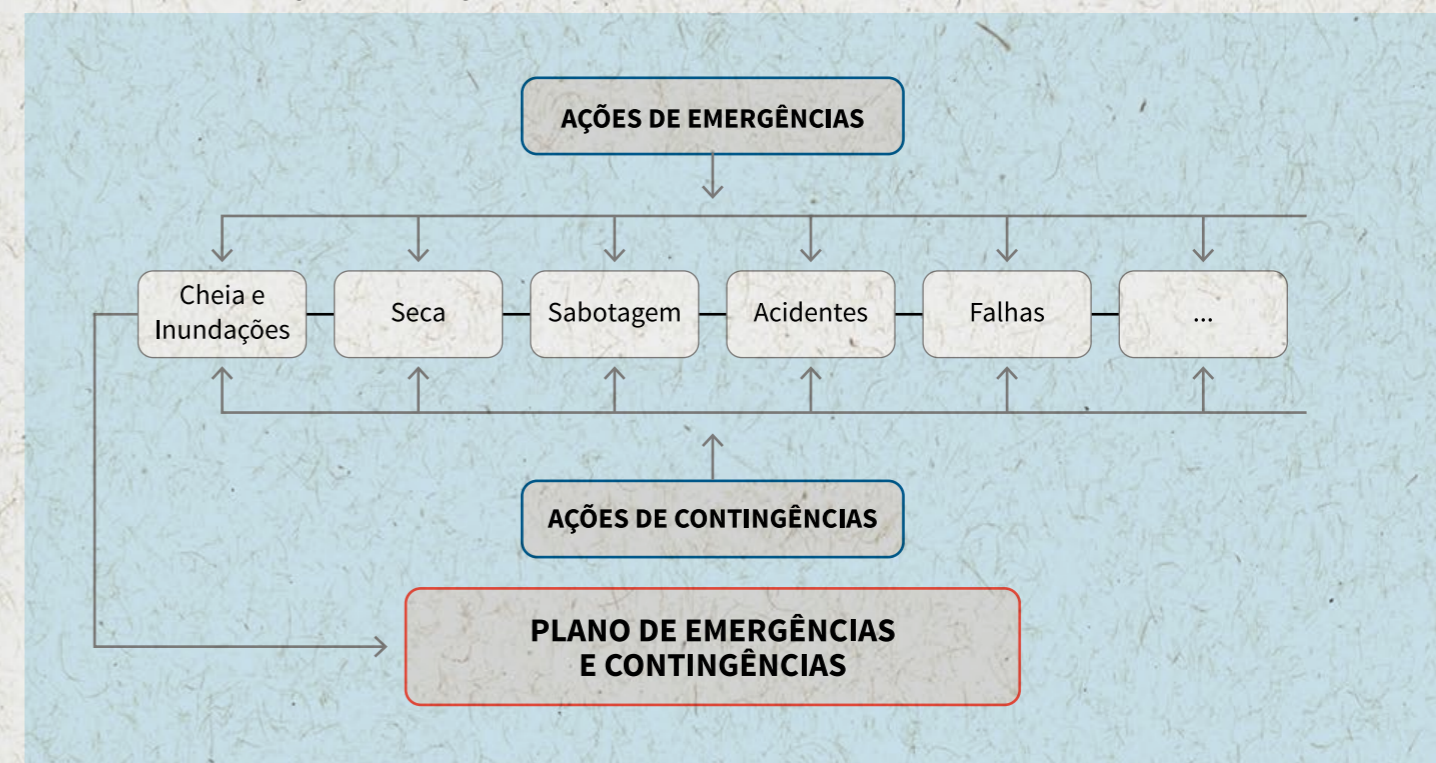 AÇÕES DE EMERGÊNCIAS
Cheia e
Inundações
Seca
Sabotagem
Acidentes
Falhas
...
AÇÕES DE CONTINGÊNCIAS
PLANO DE EMERGÊNCIAS
E CONTINGÊNCIAS